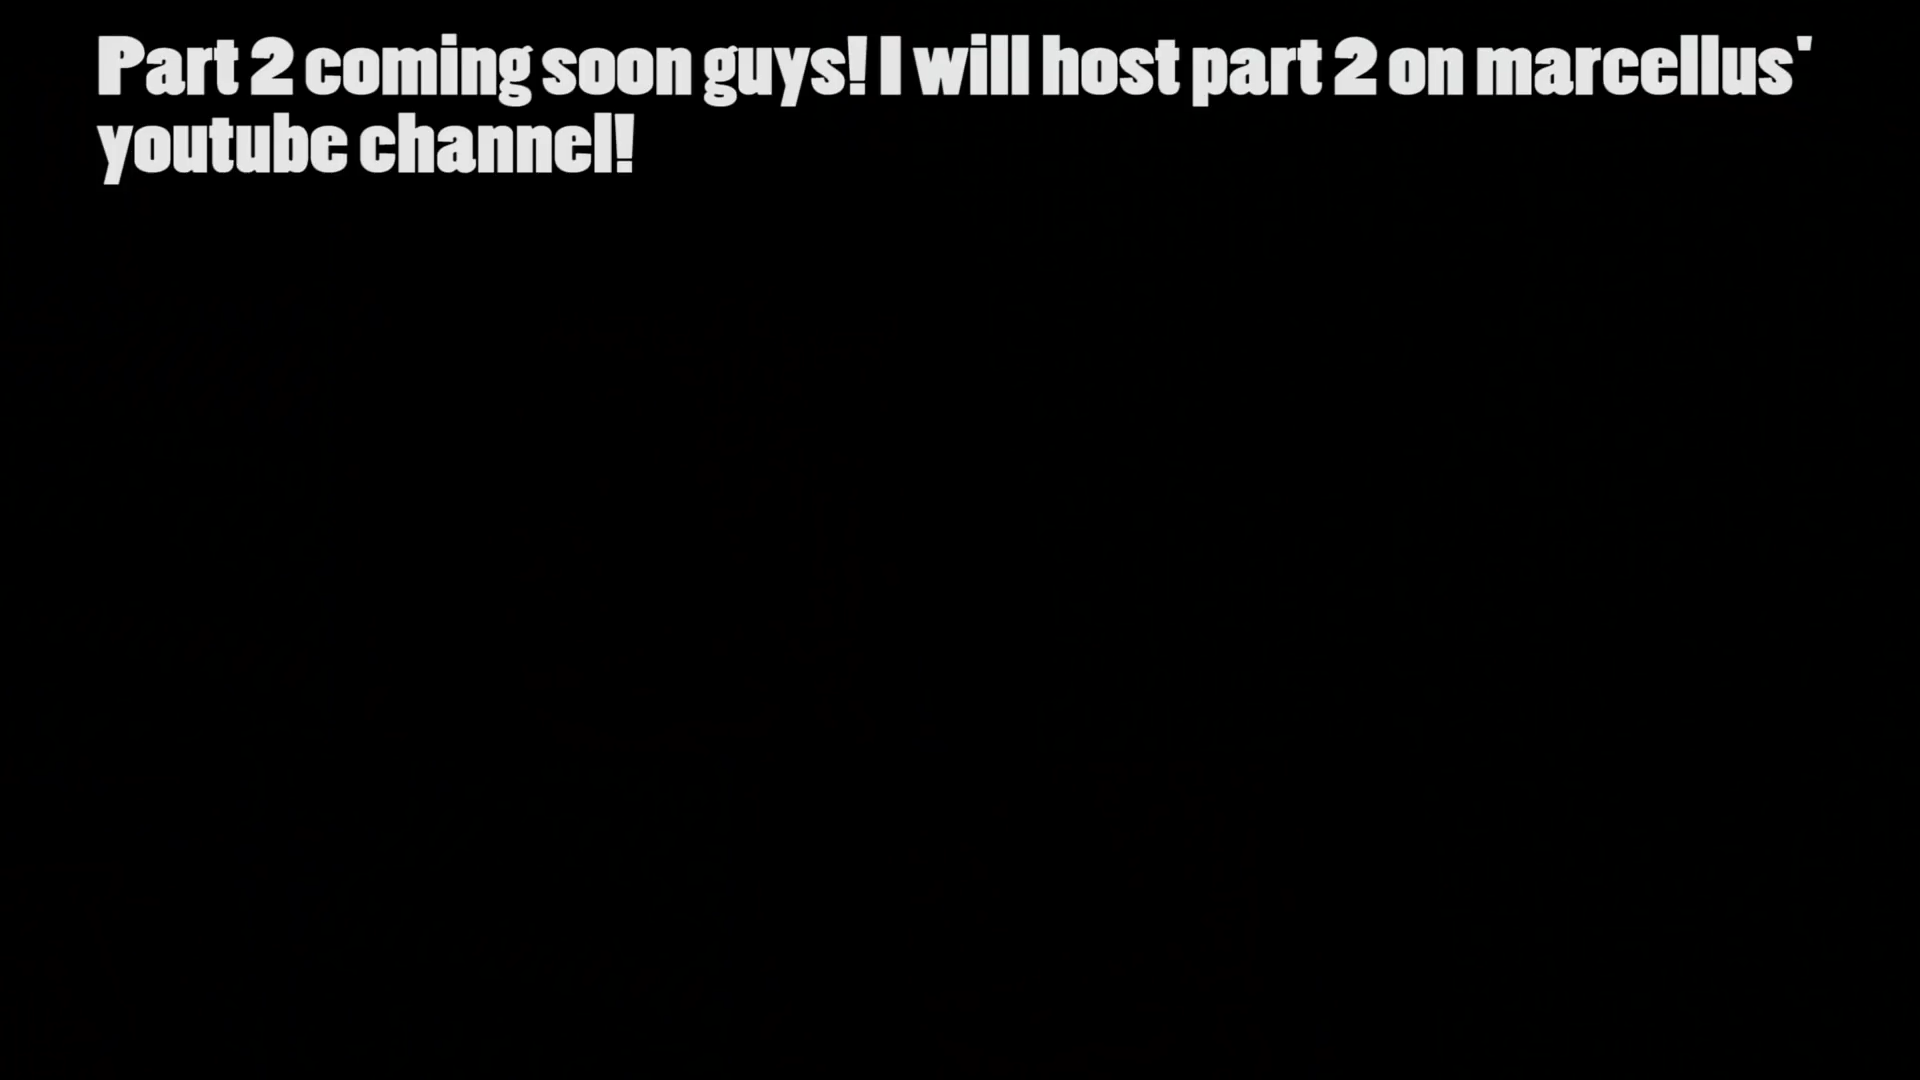 Part 2 coming soon guys! I will host part 2 on marcellus'
youtube channel!